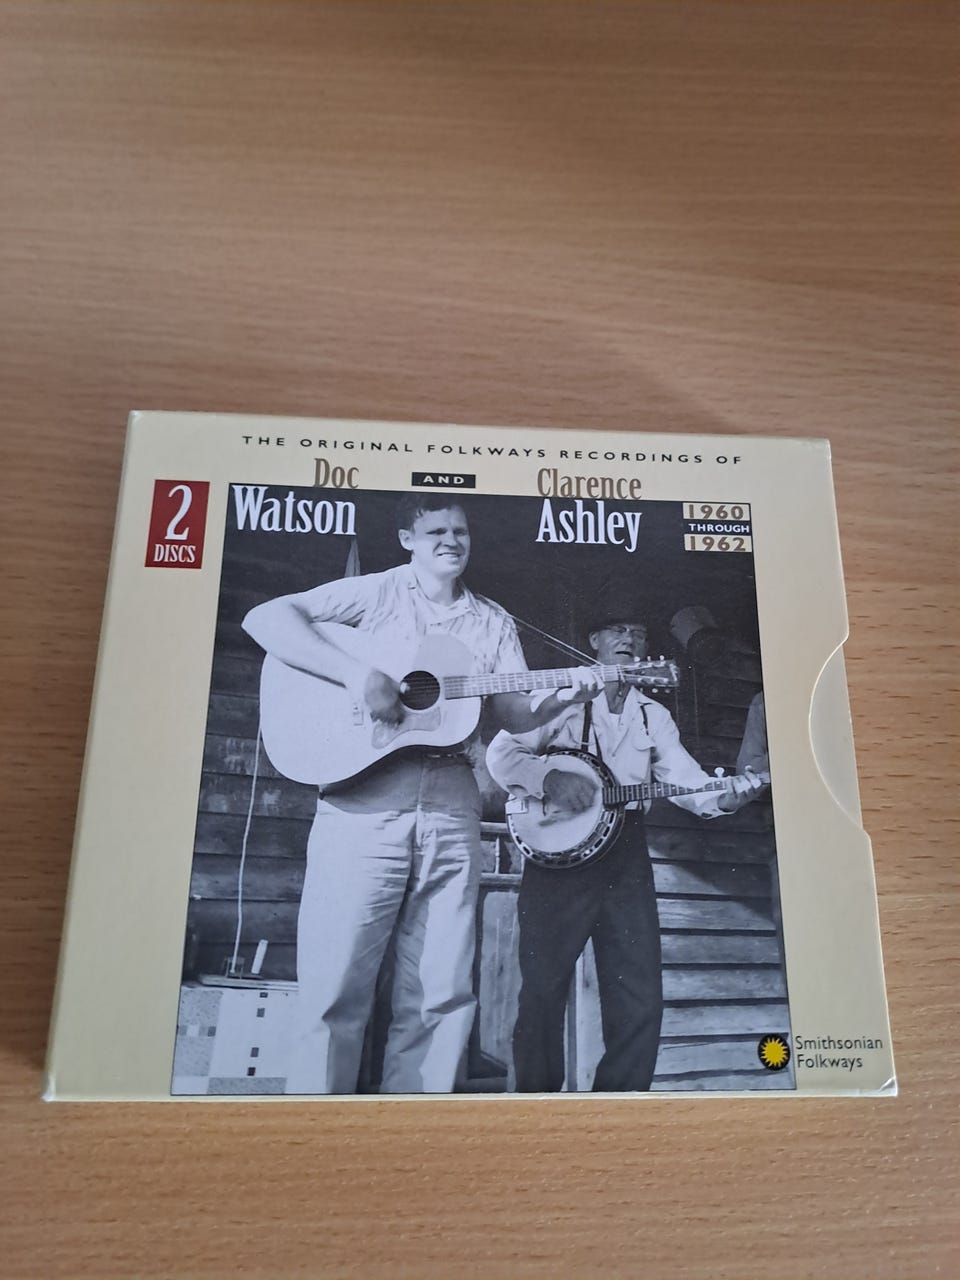 THE ORIGINAL FOLKWAYS RECORDINGS OF
Doc AND Clarence
Watson Ashley
1960
THROUGH
1962
2
DISCS
Smithsonian
Folkways